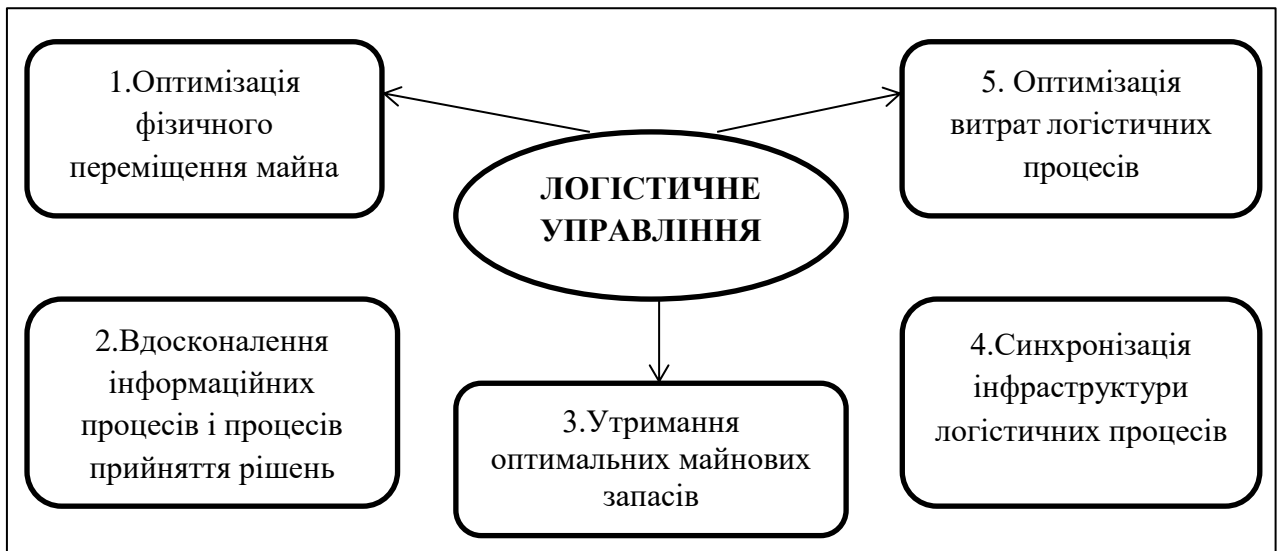 1.Оптимізація
фізичного
переміщення майна
5. Оптимізація
витрат логістичних
процесів
ЛОГІСТИЧНЕ
УПРАВЛІННЯ
2.Вдосконалення
інформаційних
процесів і процесів
прийняття рішень
3.Утримання
оптимальних майнових
запасів
4.Синхронізація
інфраструктури
логістичних процесів